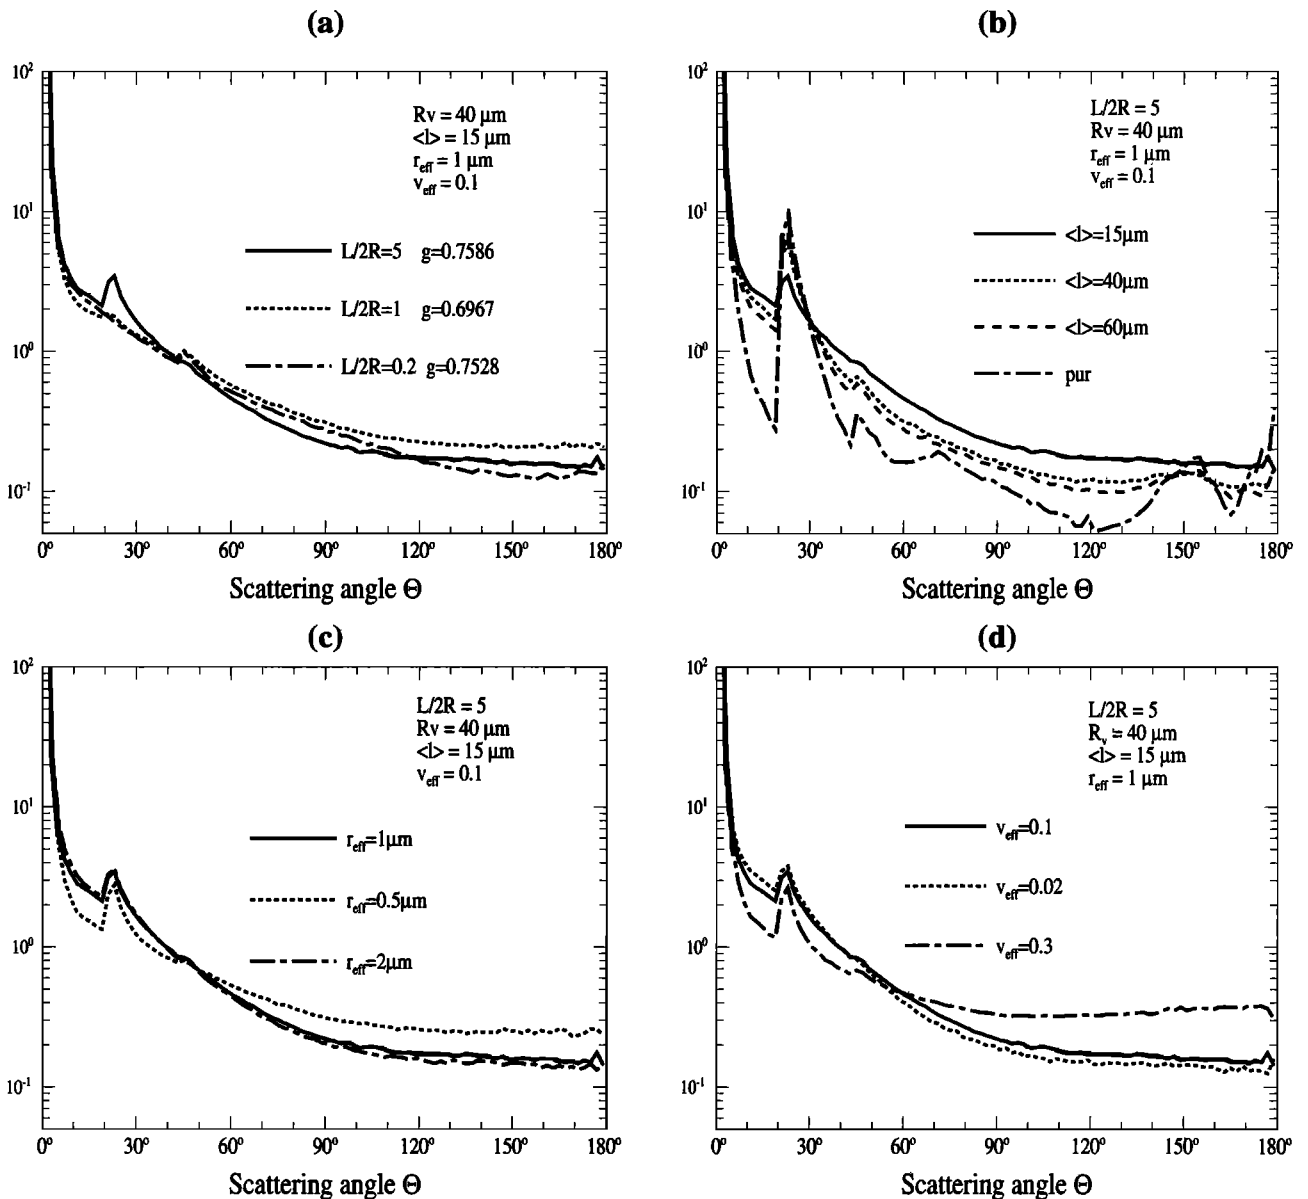 (a)
10² 10¹ 10⁰ 10⁻¹
Rv = 40 μm
<l> = 15 μm
r_eff = 1 μm
v_eff = 0.1
L/2R=5 g=0.7586
L/2R=1 g=0.6967
L/2R=0.2 g=0.7528
0° 30° 60° 90° 120° 150° 180°
Scattering angle Θ
(b)
10² 10¹ 10⁰ 10⁻¹
L/2R = 5
Rv = 40 μm
r_eff = 1 μm
v_eff = 0.1
<l>=15μm
<l>=40μm
<l>=60μm
pur
0° 30° 60° 90° 120° 150° 180°
Scattering angle Θ
(c)
10² 10¹ 10⁰ 10⁻¹
L/2R = 5
Rv = 40 μm
<l> = 15 μm
v_eff = 0.1
r_eff=1μm
r_eff=0.5μm
r_eff=2μm
0° 30° 60° 90° 120° 150° 180°
Scattering angle Θ
(d)
10² 10¹ 10⁰ 10⁻¹
L/2R = 5
R_v = 40 μm
<l> = 15 μm
r_eff = 1 μm
v_eff=0.1
v_eff=0.02
v_eff=0.3
0° 30° 60° 90° 120° 150° 180°
Scattering angle Θ